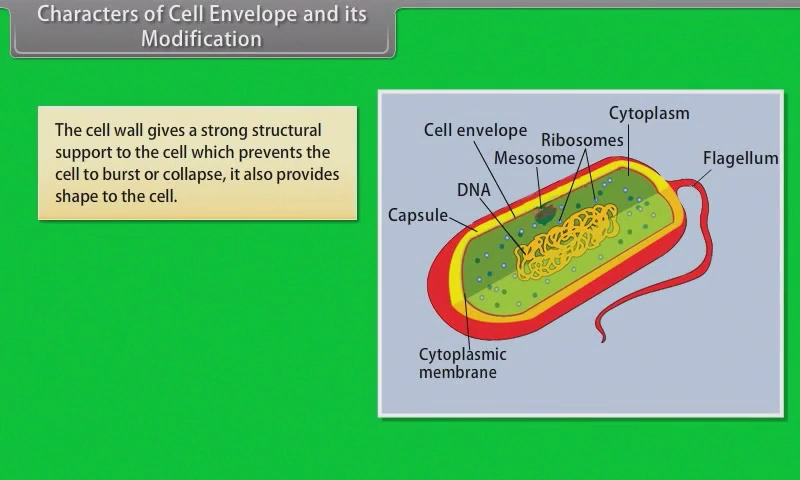 Characters of Cell Envelope and its
Modification
The cell wall gives a strong structural
support to the cell which prevents the
cell to burst or collapse, it also provides
shape to the cell.
Cytoplasm
Cell envelope
Ribosomes
Mesosome
Flagellum
DNA
Capsule
Cytoplasmic
membrane